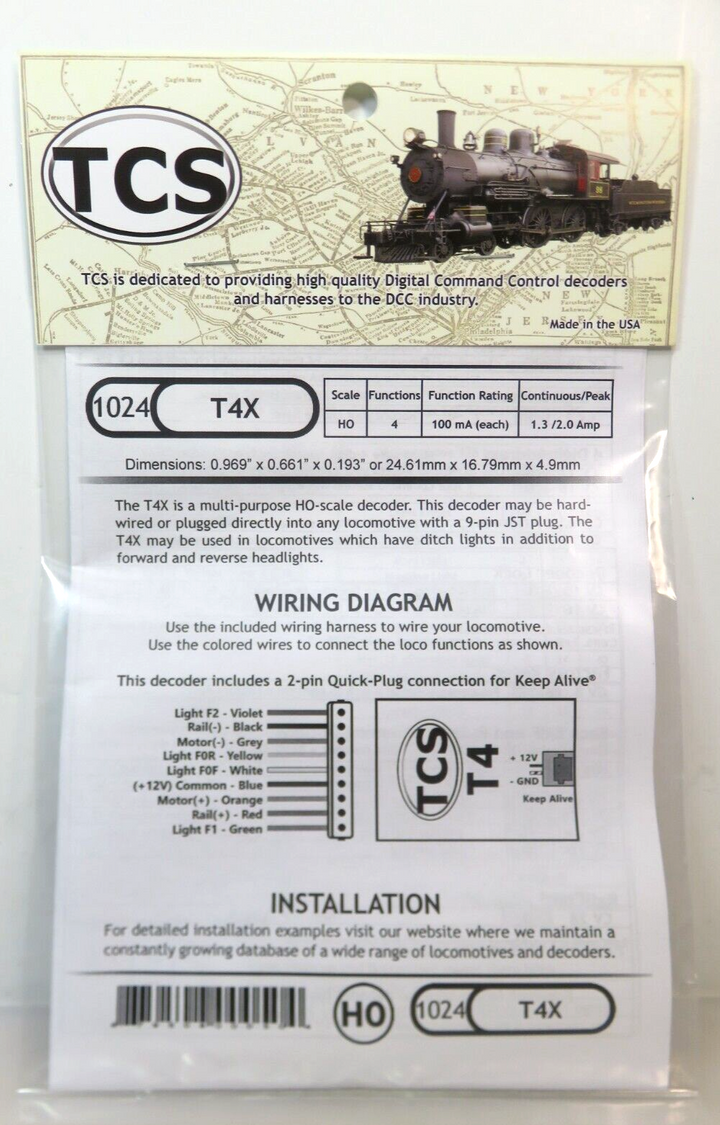 TCS
TCS is dedicated to providing high quality Digital Command Control decoders
and harnesses to the DCC industry.
Made in the USA
1024 T4X
Scale Functions Function Rating Continuous/Peak
HO 4 100 mA (each) 1.3 /2.0 Amp
Dimensions: 0.969" x 0.661" x 0.193" or 24.61mm x 16.79mm x 4.9mm
The T4X is a multi-purpose HO-scale decoder. This decoder may be hard-
wired or plugged directly into any locomotive with a 9-pin JST plug. The
T4X may be used in locomotives which have ditch lights in addition to
forward and reverse headlights.
WIRING DIAGRAM
Use the included wiring harness to wire your locomotive.
Use the colored wires to connect the loco functions as shown.
This decoder includes a 2-pin Quick-Plug connection for Keep Alive®
Light F2 - Violet
Rail(-) - Black
Motor(-) - Grey
Light F0R - Yellow
Light F0F - White
(+12V) Common - Blue
Motor(+) - Orange
Rail(+) - Red
Light F1 - Green
TCS
T4
+ 12V
- GND
Keep Alive
INSTALLATION
For detailed installation examples visit our website where we maintain a
constantly growing database of a wide range of locomotives and decoders.
HO 1024 T4X